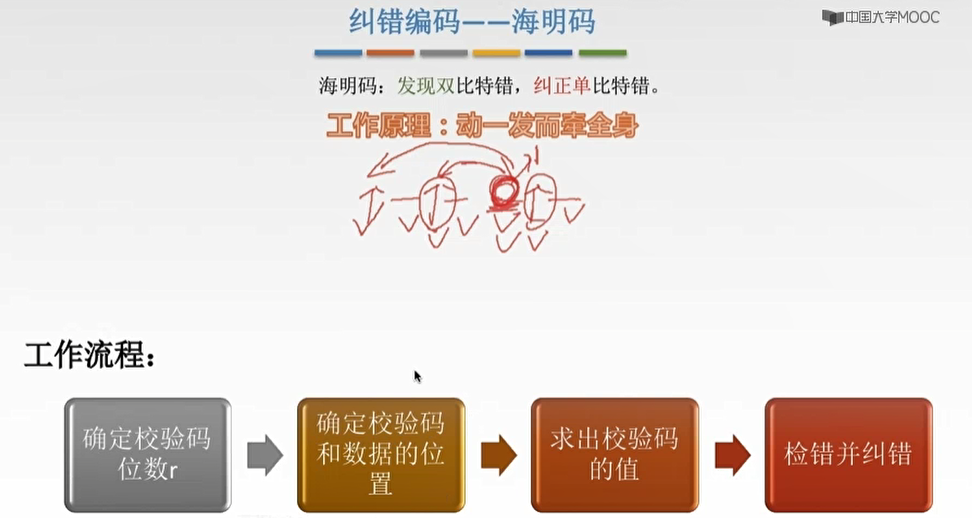 纠错编码——海明码
中国大学MOOC
海明码：发现双比特错，纠正单比特错。
工作原理：动一发而牵全身
工作流程：
确定校验码
位数r
确定校验码
和数据的位
置
求出校验码
的值
检错并纠错